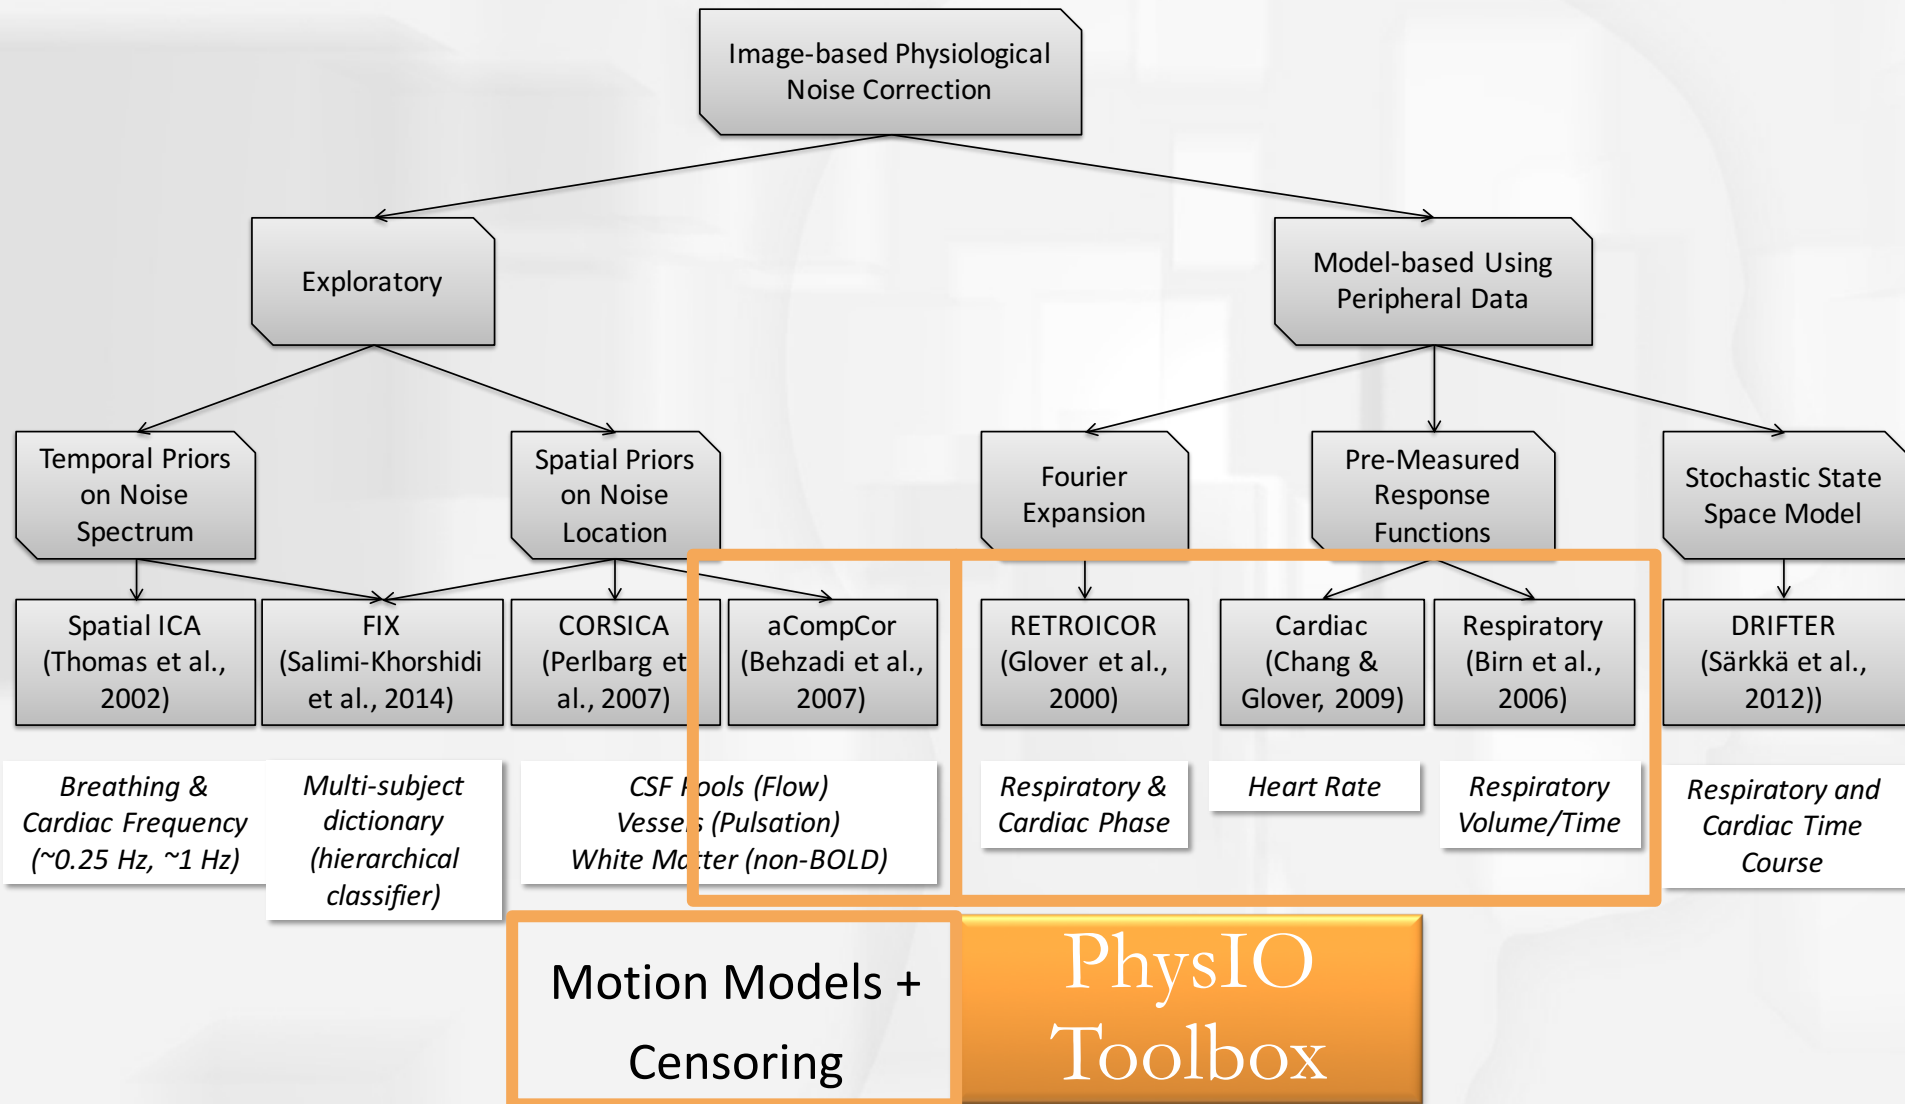 Image-based Physiological
Noise Correction
Exploratory
Model-based Using
Peripheral Data
Temporal Priors
on Noise
Spectrum
Spatial Priors
on Noise
Location
Fourier
Expansion
Pre-Measured
Response
Functions
Stochastic State
Space Model
Spatial ICA
(Thomas et al.,
2002)
FIX
(Salimi-Khorshidi
et al., 2014)
CORSICA
(Perlbarg et
al., 2007)
aCompCor
(Behzadi et al.,
2007)
RETROICOR
(Glover et al.,
2000)
Cardiac
(Chang &
Glover, 2009)
Respiratory
(Birn et al.,
2006)
DRIFTER
(Särkkä et al.,
2012))
Breathing &
Cardiac Frequency
(~0.25 Hz, ~1 Hz)
Multi-subject
dictionary
(hierarchical
classifier)
CSF Pools (Flow)
Vessels (Pulsation)
White Matter (non-BOLD)
Respiratory &
Cardiac Phase
Heart Rate
Respiratory
Volume/Time
Respiratory and
Cardiac Time
Course
Motion Models +
Censoring
PhysIO
Toolbox